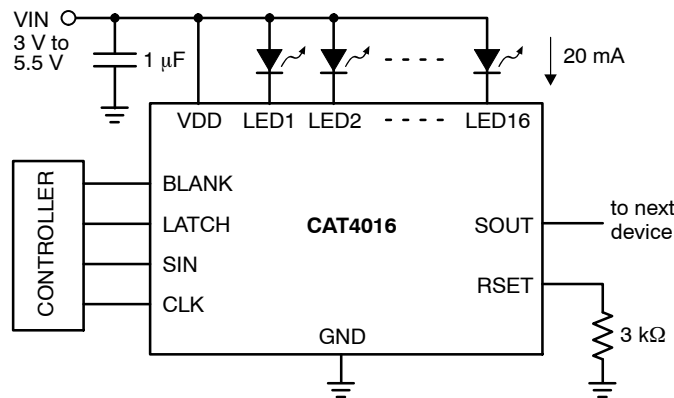 VIN
3 V to
5.5 V
1 μF
20 mA
VDD
LED1
LED2
LED16
CONTROLLER
BLANK
LATCH
SIN
CLK
CAT4016
SOUT
to next
device
RSET
3 kΩ
GND